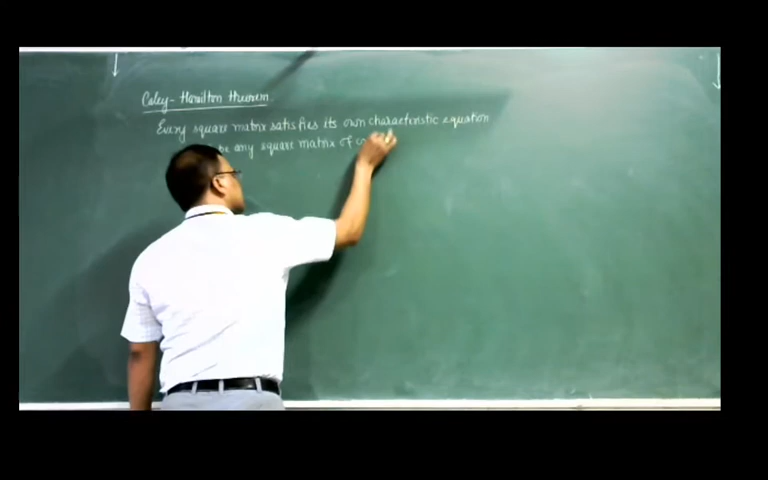 Caley-Hamilton theorem
Every square matrix satisfies its own characteristic equation
be any square matrix of